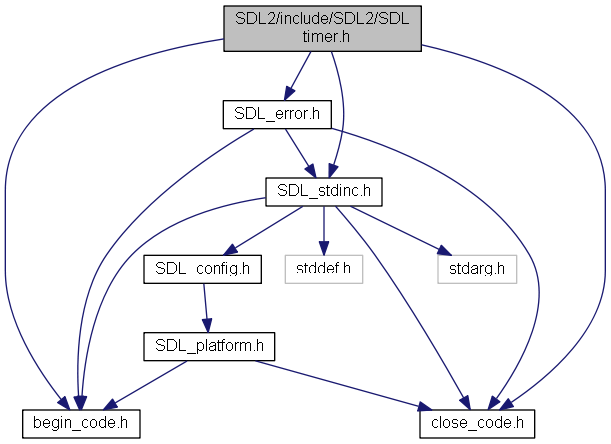 SDL2/include/SDL2/SDL
timer.h
SDL_error.h
SDL_stdinc.h
SDL_config.h
stddef.h
stdarg.h
SDL_platform.h
begin_code.h
close_code.h